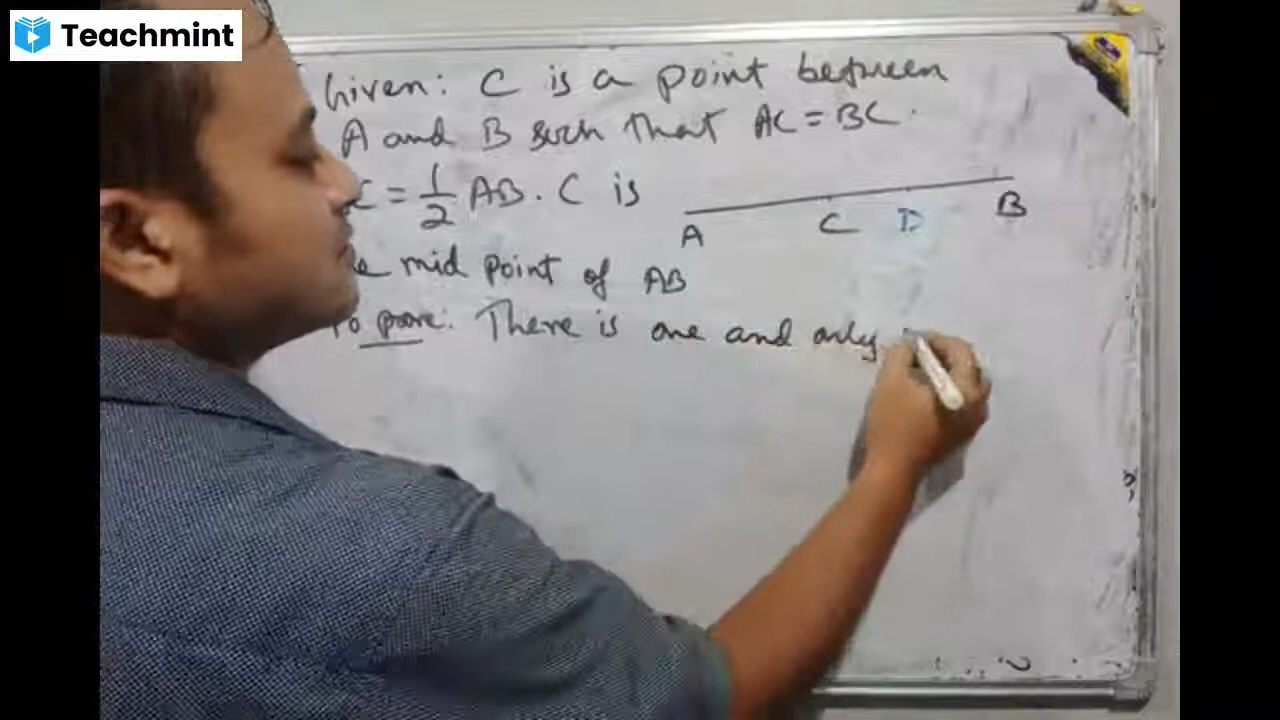 Teachmint
Given: C is a point between
A and B such that AC = BC.
C = 1/2 AB. C is
mid point of AB
A C D B
To prove: There is one and only